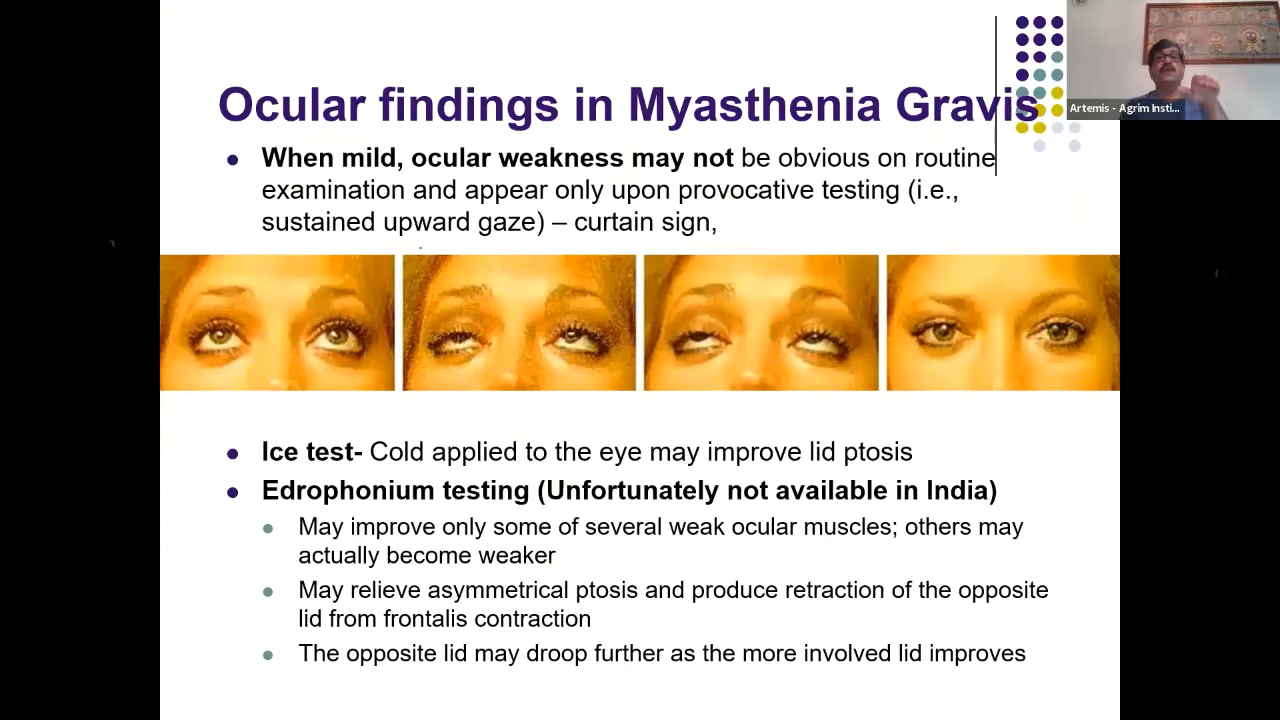 Ocular findings in Myasthenia Gravis
Artemis - Agrim Insti...
When mild, ocular weakness may not be obvious on routine
examination and appear only upon provocative testing (i.e.,
sustained upward gaze) – curtain sign,
Ice test- Cold applied to the eye may improve lid ptosis
Edrophonium testing (Unfortunately not available in India)
May improve only some of several weak ocular muscles; others may
actually become weaker
May relieve asymmetrical ptosis and produce retraction of the opposite
lid from frontalis contraction
The opposite lid may droop further as the more involved lid improves